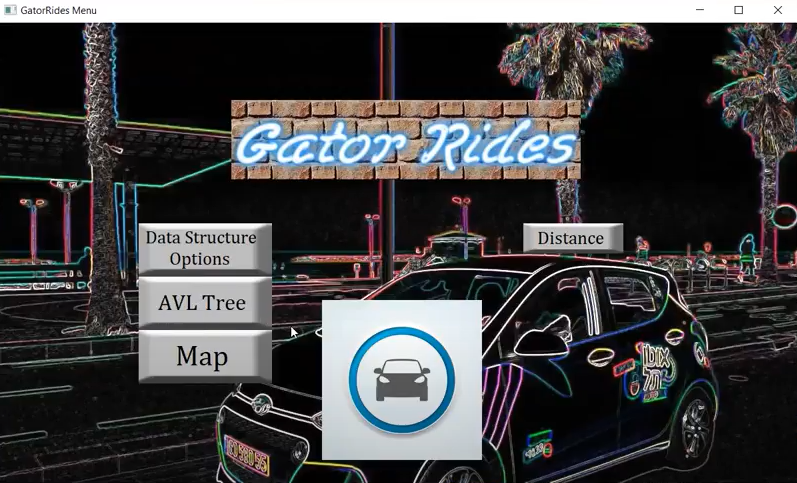 GatorRides Menu
Gator Rides
Data Structure
Options
Distance
AVL Tree
Map